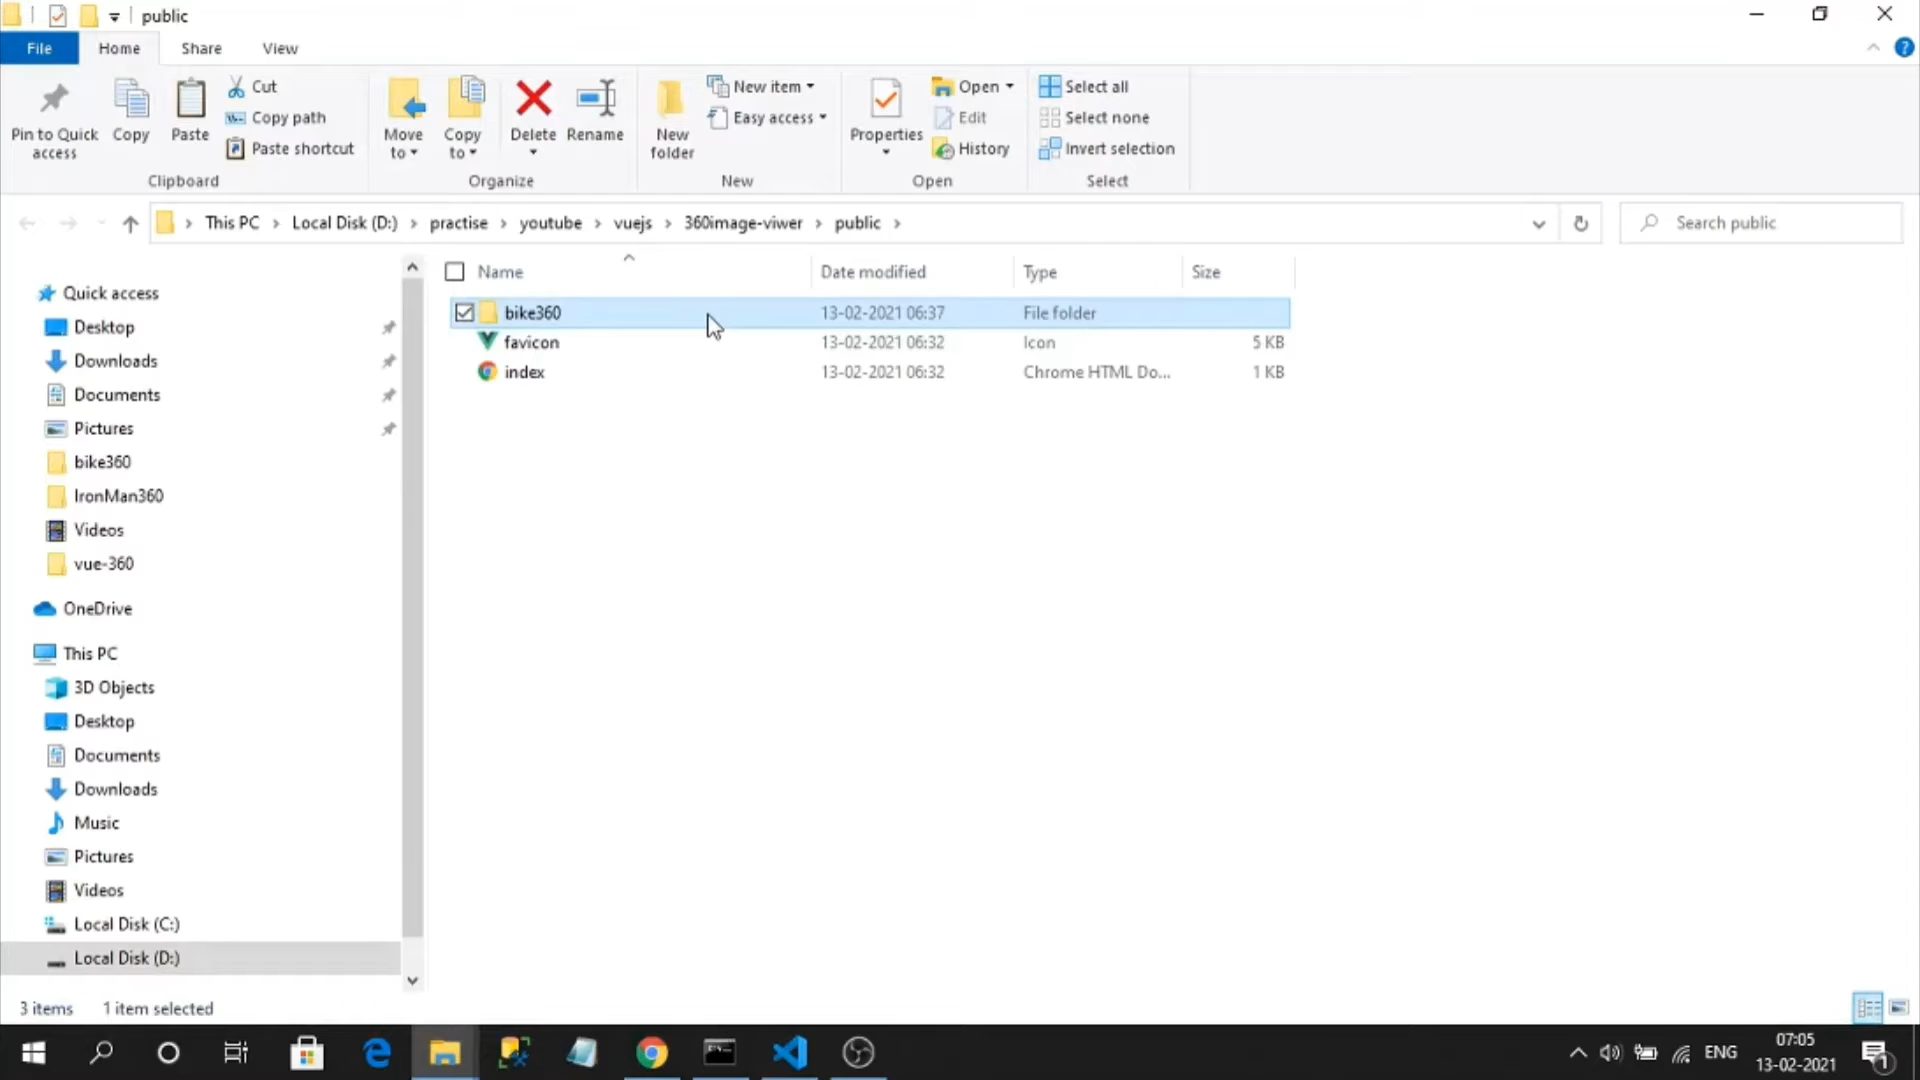 public
File
Home
Share
View
Pin to Quick access
Copy
Paste
Cut
Copy path
Paste shortcut
Clipboard
Move to
Copy to
Delete
Rename
Organize
New folder
New item
Easy access
New
Properties
Open
Edit
History
Open
Select all
Select none
Invert selection
Select
This PC > Local Disk (D:) > practise > youtube > vuejs > 360image-viwer > public >
Search public
Name Date modified Type Size
bike360 13-02-2021 06:37 File folder
favicon 13-02-2021 06:32 Icon 5 KB
index 13-02-2021 06:32 Chrome HTML Do... 1 KB
Quick access
Desktop
Downloads
Documents
Pictures
bike360
IronMan360
Videos
vue-360
OneDrive
This PC
3D Objects
Desktop
Documents
Downloads
Music
Pictures
Videos
Local Disk (C:)
Local Disk (D:)
3 items 1 item selected
ENG
07:05
13-02-2021
1